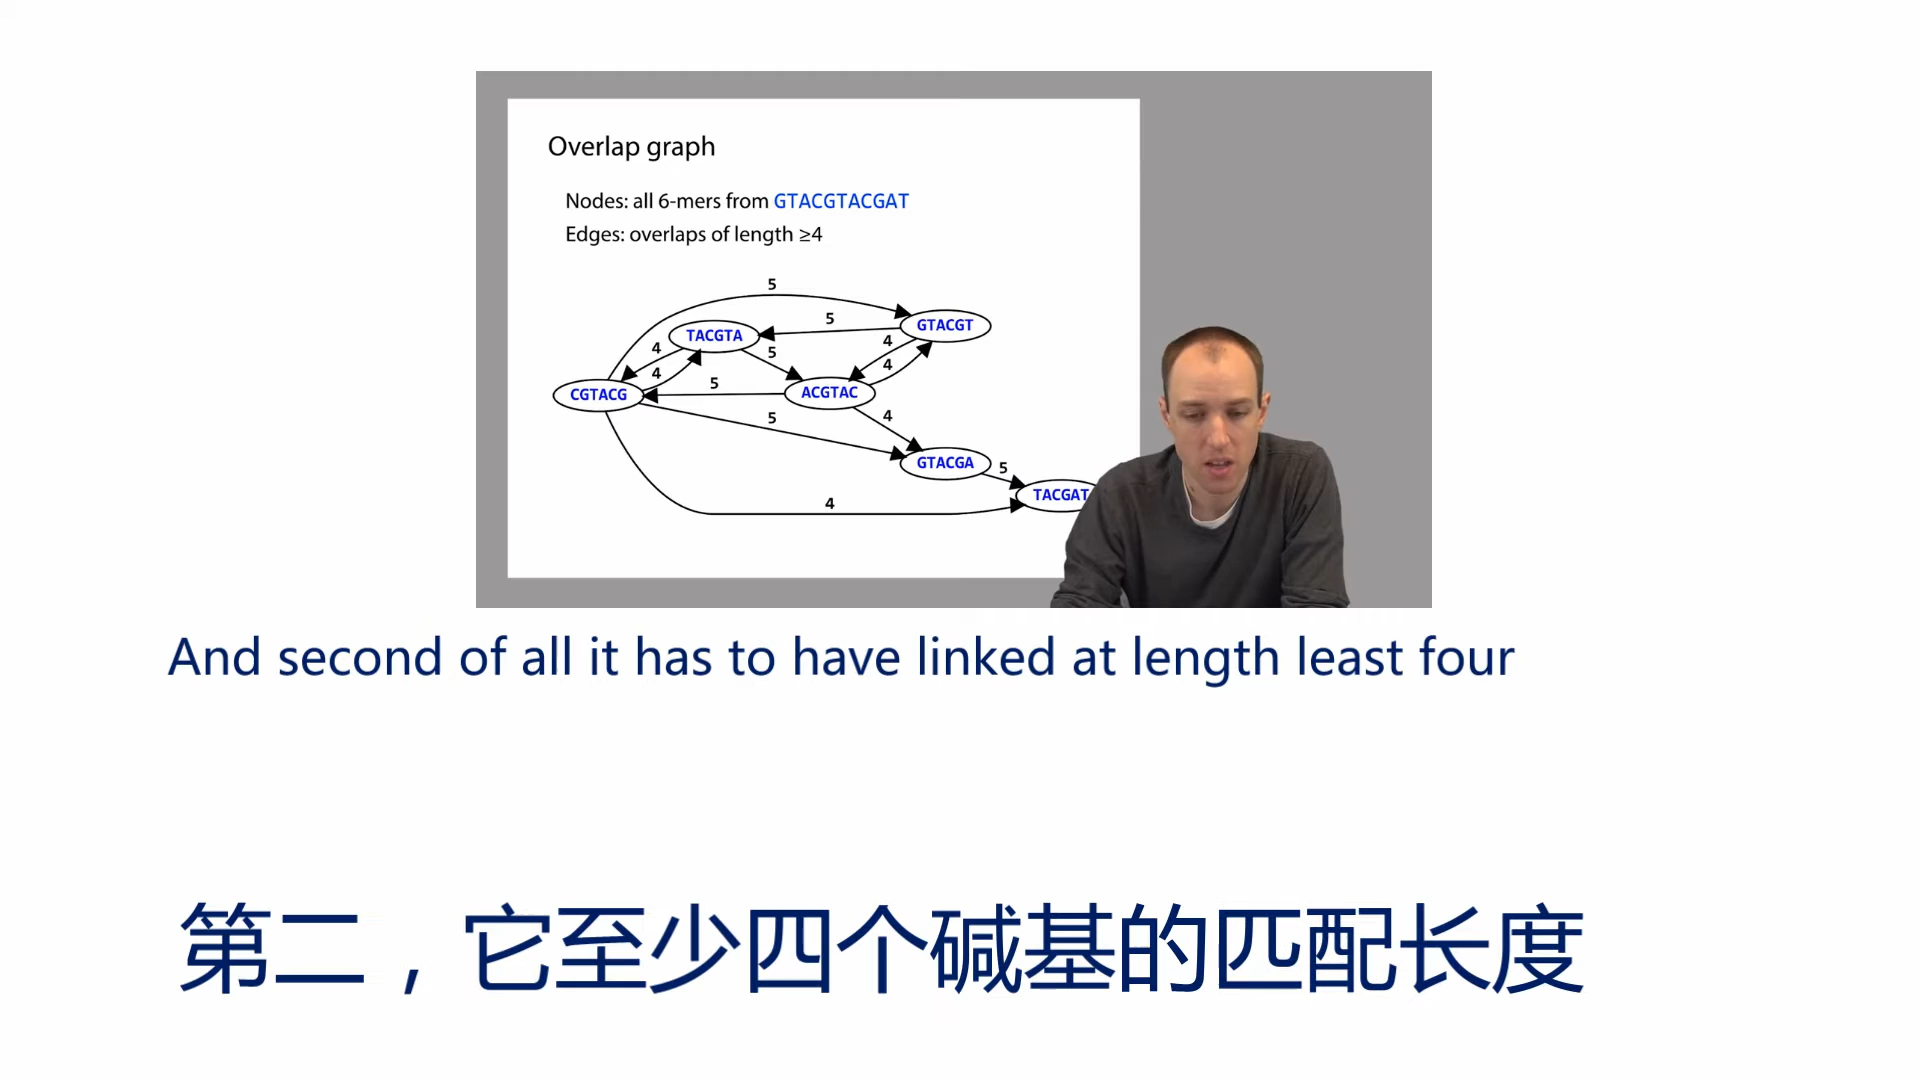 Overlap graph
Nodes: all 6-mers from GTACGTACGAT
Edges: overlaps of length ≥4
5
TACGTA
5
GTACGT
4
5
4
4
4
5
CGTACG
ACGTAC
5
4
GTACGA
5
TACGAT
4
And second of all it has to have linked at length least four
第二，它至少四个碱基的匹配长度